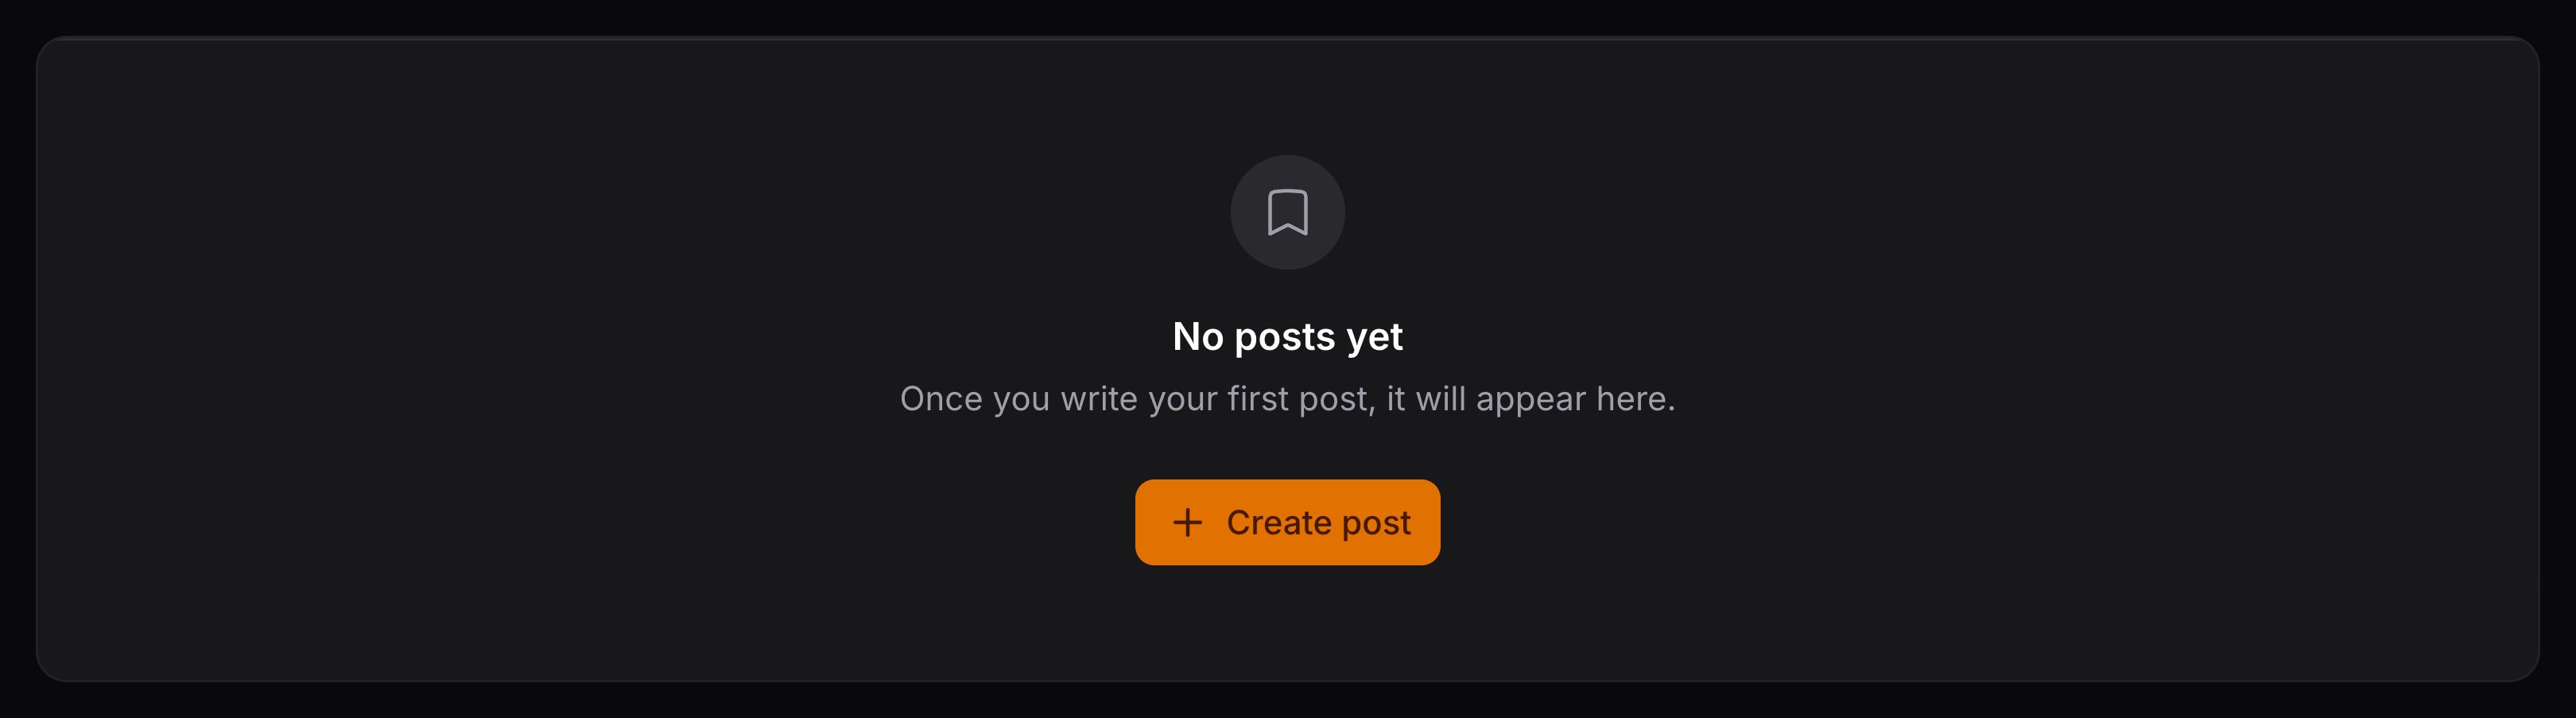 No posts yet
Once you write your first post, it will appear here.
Create post